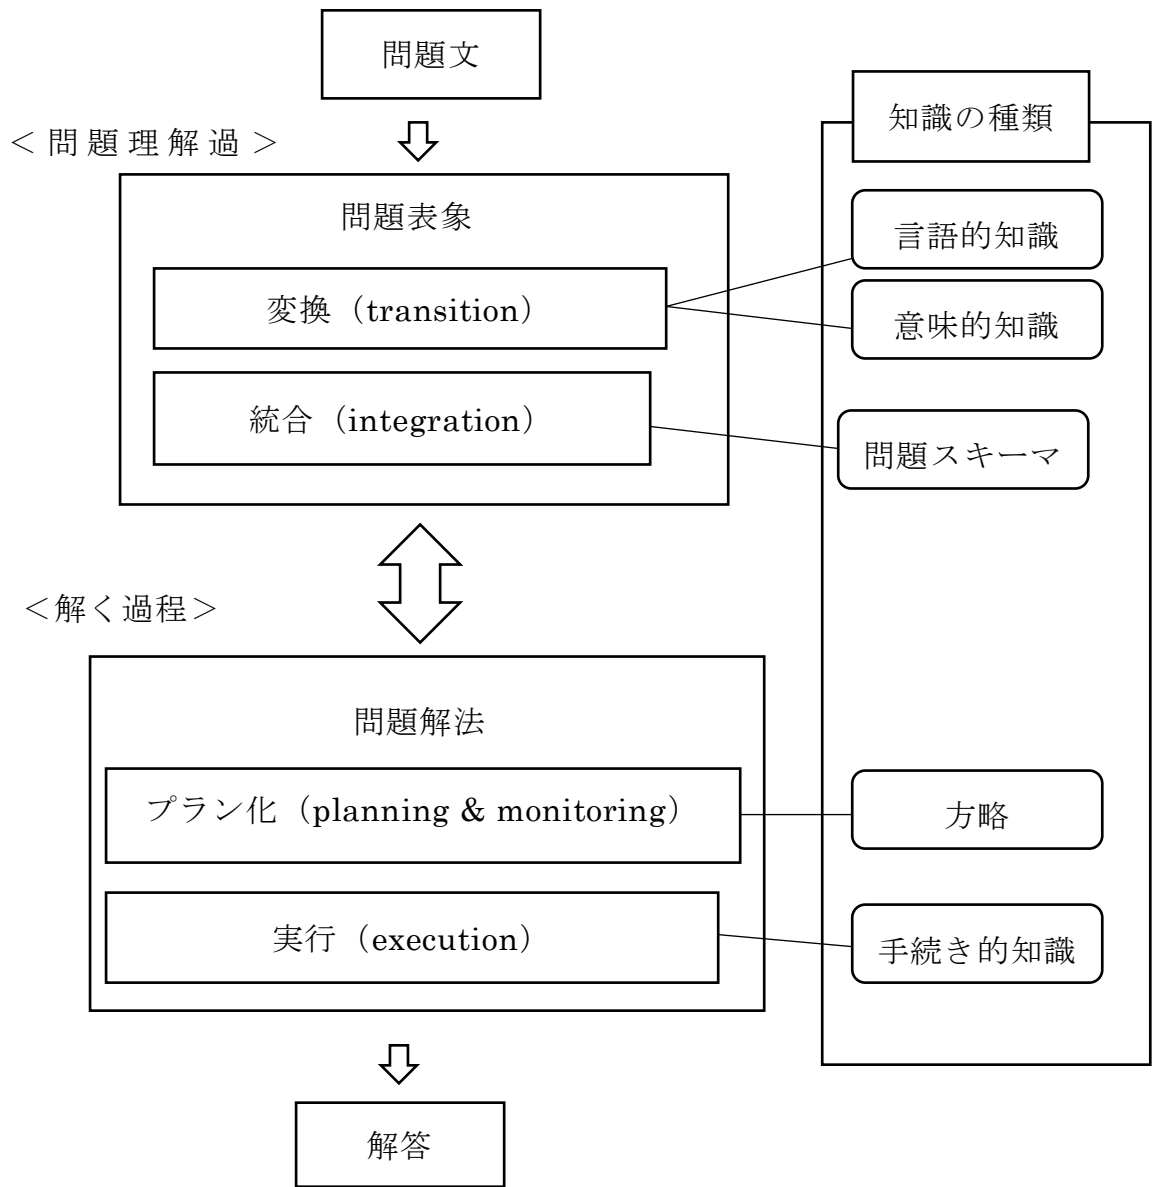 問題文
＜問題理解過＞
問題表象
変換（transition）
統合（integration）
＜解く過程＞
問題解法
プラン化（planning & monitoring）
実行（execution）
解答
知識の種類
言語的知識
意味的知識
問題スキーマ
方略
手続き的知識